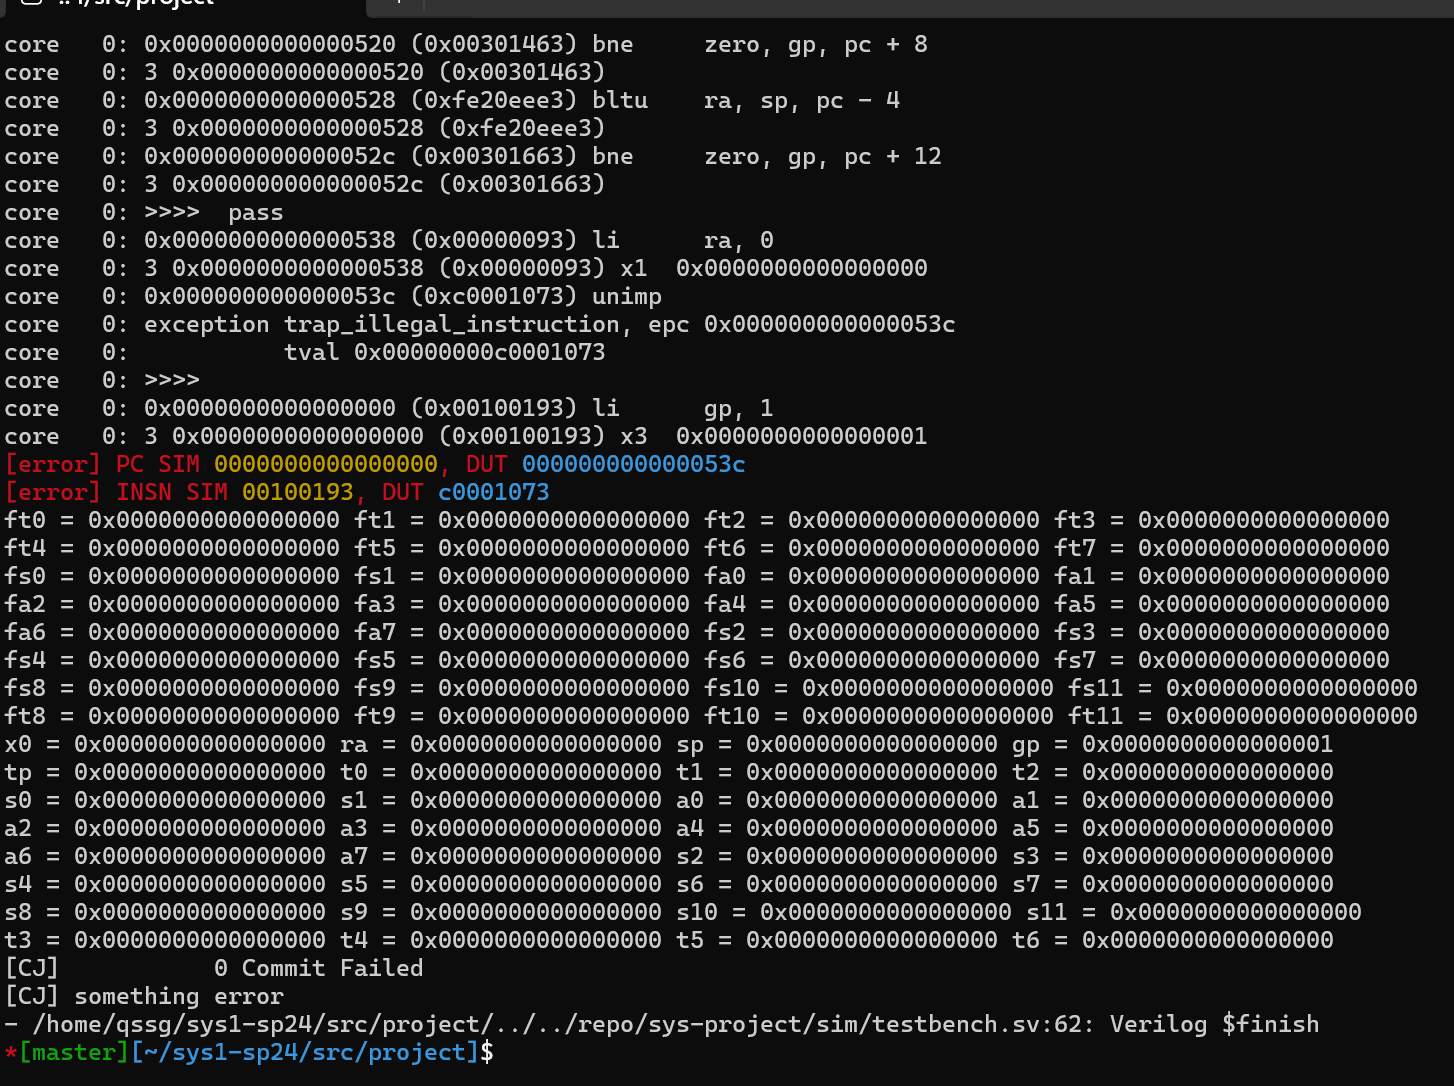 ../src/project
core   0: 0x0000000000000520 (0x00301463) bne     zero, gp, pc + 8
core   0: 3 0x0000000000000520 (0x00301463)
core   0: 0x0000000000000528 (0xfe20eee3) bltu    ra, sp, pc - 4
core   0: 3 0x0000000000000528 (0xfe20eee3)
core   0: 0x000000000000052c (0x00301663) bne     zero, gp, pc + 12
core   0: 3 0x000000000000052c (0x00301663)
core   0: >>>>  pass
core   0: 0x0000000000000538 (0x00000093) li      ra, 0
core   0: 3 0x0000000000000538 (0x00000093) x1  0x0000000000000000
core   0: 0x000000000000053c (0xc0001073) unimp
core   0: exception trap_illegal_instruction, epc 0x000000000000053c
core   0:           tval 0x00000000c0001073
core   0: >>>>
core   0: 0x0000000000000000 (0x00100193) li      gp, 1
core   0: 3 0x0000000000000000 (0x00100193) x3  0x0000000000000001
[error] PC SIM 0000000000000000, DUT 000000000000053c
[error] INSN SIM 00100193, DUT c0001073
ft0 = 0x0000000000000000 ft1 = 0x0000000000000000 ft2 = 0x0000000000000000 ft3 = 0x0000000000000000
ft4 = 0x0000000000000000 ft5 = 0x0000000000000000 ft6 = 0x0000000000000000 ft7 = 0x0000000000000000
fs0 = 0x0000000000000000 fs1 = 0x0000000000000000 fa0 = 0x0000000000000000 fa1 = 0x0000000000000000
fa2 = 0x0000000000000000 fa3 = 0x0000000000000000 fa4 = 0x0000000000000000 fa5 = 0x0000000000000000
fa6 = 0x0000000000000000 fa7 = 0x0000000000000000 fs2 = 0x0000000000000000 fs3 = 0x0000000000000000
fs4 = 0x0000000000000000 fs5 = 0x0000000000000000 fs6 = 0x0000000000000000 fs7 = 0x0000000000000000
fs8 = 0x0000000000000000 fs9 = 0x0000000000000000 fs10 = 0x0000000000000000 fs11 = 0x0000000000000000
ft8 = 0x0000000000000000 ft9 = 0x0000000000000000 ft10 = 0x0000000000000000 ft11 = 0x0000000000000000
x0 = 0x0000000000000000 ra = 0x0000000000000000 sp = 0x0000000000000000 gp = 0x0000000000000001
tp = 0x0000000000000000 t0 = 0x0000000000000000 t1 = 0x0000000000000000 t2 = 0x0000000000000000
s0 = 0x0000000000000000 s1 = 0x0000000000000000 a0 = 0x0000000000000000 a1 = 0x0000000000000000
a2 = 0x0000000000000000 a3 = 0x0000000000000000 a4 = 0x0000000000000000 a5 = 0x0000000000000000
a6 = 0x0000000000000000 a7 = 0x0000000000000000 s2 = 0x0000000000000000 s3 = 0x0000000000000000
s4 = 0x0000000000000000 s5 = 0x0000000000000000 s6 = 0x0000000000000000 s7 = 0x0000000000000000
s8 = 0x0000000000000000 s9 = 0x0000000000000000 s10 = 0x0000000000000000 s11 = 0x0000000000000000
t3 = 0x0000000000000000 t4 = 0x0000000000000000 t5 = 0x0000000000000000 t6 = 0x0000000000000000
[CJ]           0 Commit Failed
[CJ] something error
- /home/qssg/sys1-sp24/src/project/../../repo/sys-project/sim/testbench.sv:62: Verilog $finish
*[master][~/sys1-sp24/src/project]$